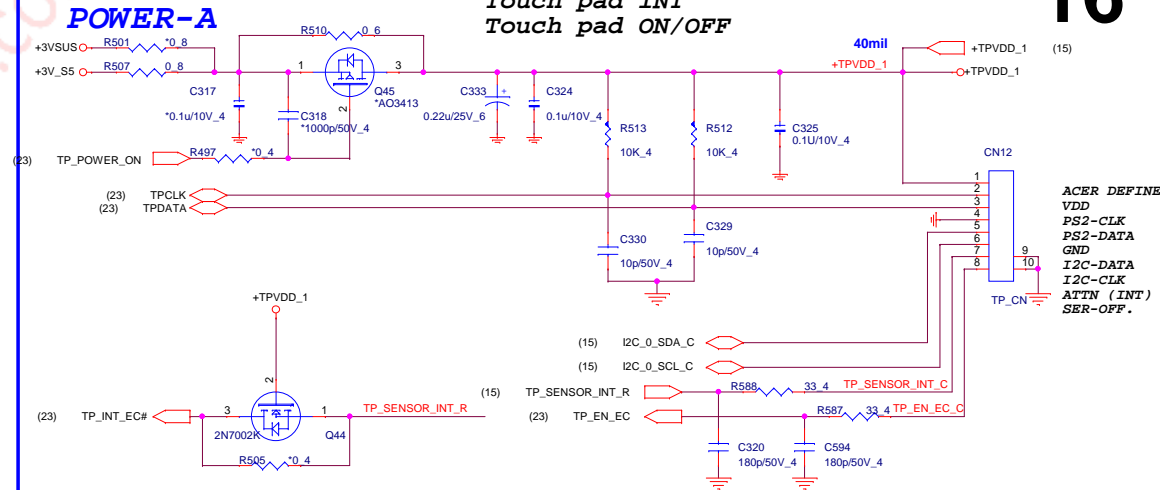 Touch pad INT
Touch pad ON/OFF
16
POWER-A
+3VSUS
R501
*0_8
+3V_S5
R507
0_8
R510
0_6
1
3
2
Q45
*AO3413
C317
*0.1u/10V_4
C318
*1000p/50V_4
C333
+
0.22u/25V_6
C324
0.1u/10V_4
R513
10K_4
R512
10K_4
C325
0.1U/10V_4
40mil
+TPVDD_1
+TPVDD_1
(15)
+TPVDD_1
(23)
TP_POWER_ON
R497
*0_4
(23)
TPCLK
(23)
TPDATA
C330
10p/50V_4
C329
10p/50V_4
CN12
1
2
3
4
5
6
7
8
9
10
TP_CN
ACER DEFINE
VDD
PS2-CLK
PS2-DATA
GND
I2C-DATA
I2C-CLK
ATTN (INT)
SER-OFF.
+TPVDD_1
2
3
1
2N7002K
Q44
(23)
TP_INT_EC#
TP_SENSOR_INT_R
R505
*0_4
(15)
I2C_0_SDA_C
(15)
I2C_0_SCL_C
(15)
TP_SENSOR_INT_R
R588
33_4
TP_SENSOR_INT_C
(23)
TP_EN_EC
R587
33_4
TP_EN_EC_C
C320
180p/50V_4
C594
180p/50V_4